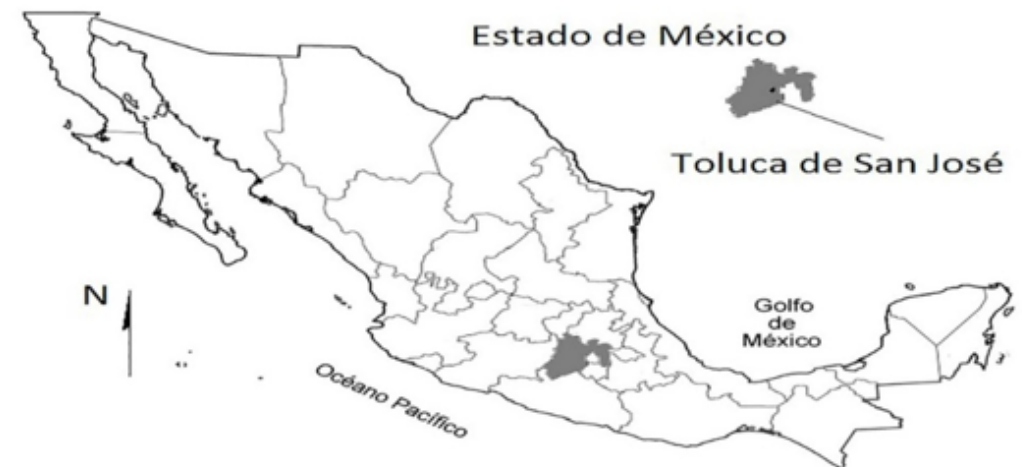 Estado de México
Toluca de San José
N
Golfo
de
México
Océano Pacífico